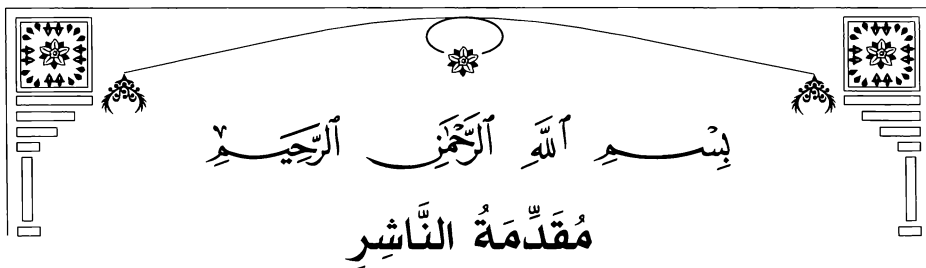 بِسْمِ ٱللَّهِ ٱلرَّحْمَٰنِ ٱلرَّحِيمِ
مُقَدِّمَةُ النَّاشِرِ